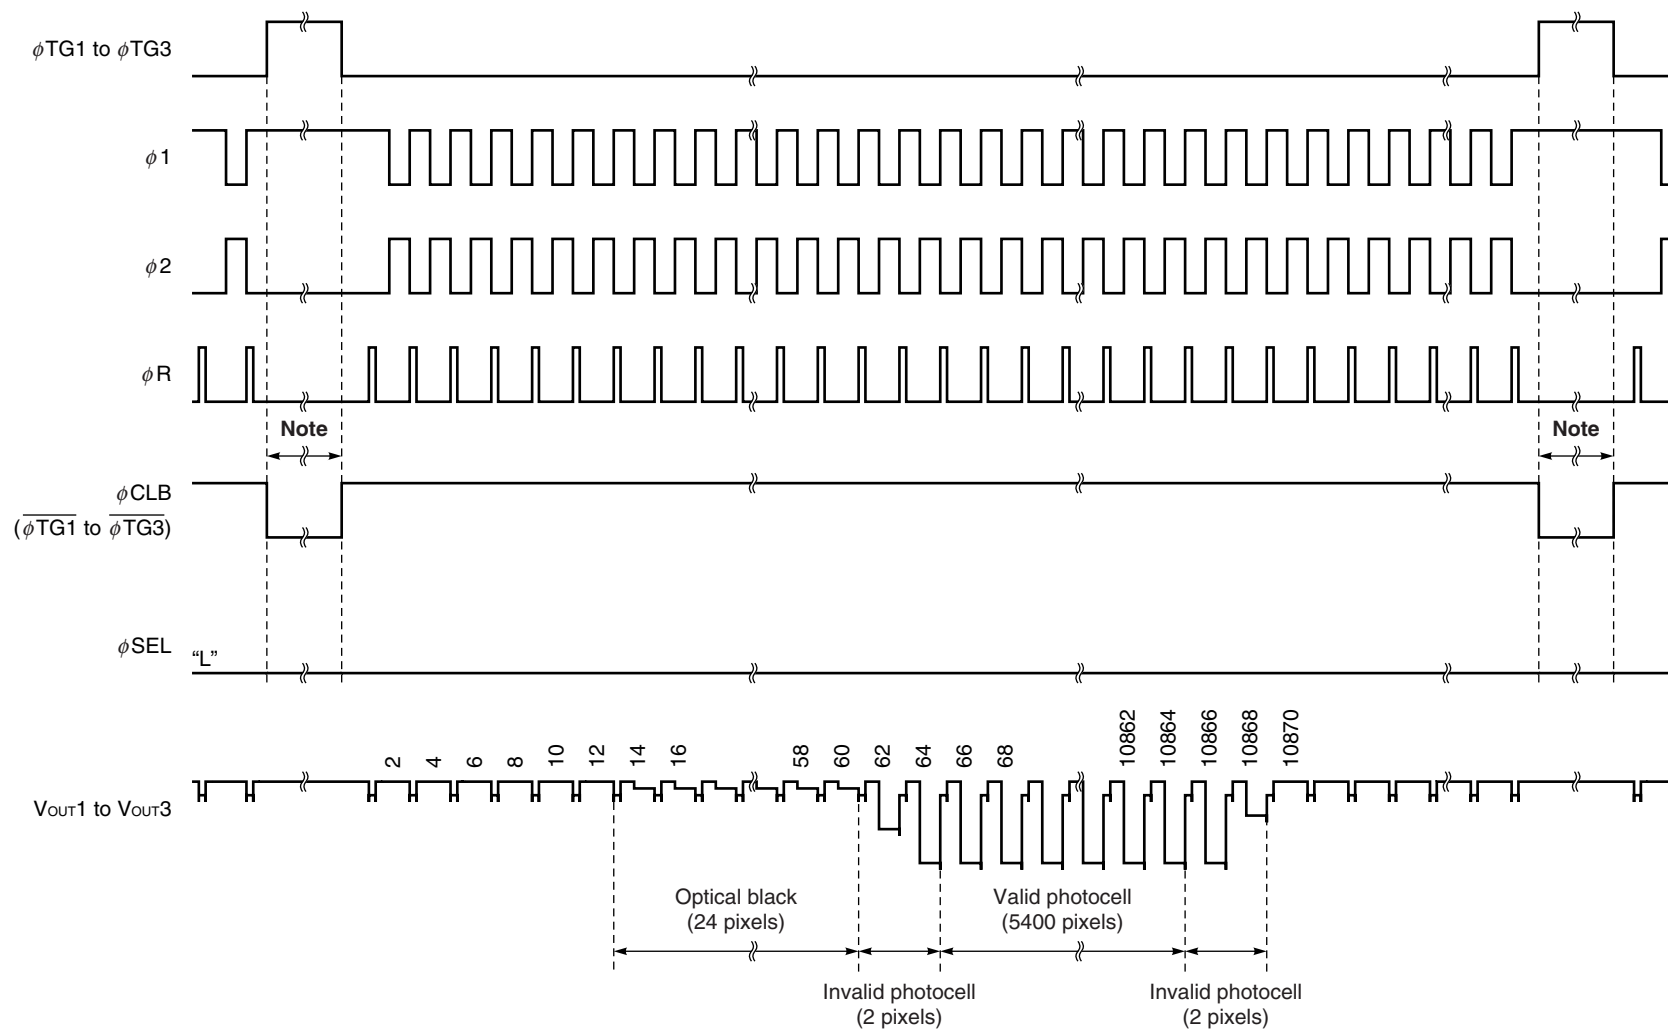 ϕTG1 to ϕTG3
ϕ1
ϕ2
ϕR
Note
Note
ϕCLB
(ϕTG1 to ϕTG3)
ϕSEL
“L”
2 4 6 8 10 12 14 16 58 60 62 64 66 68 10862 10864 10866 10868 10870
VOUT1 to VOUT3
Optical black
(24 pixels)
Valid photocell
(5400 pixels)
Invalid photocell
(2 pixels)
Invalid photocell
(2 pixels)